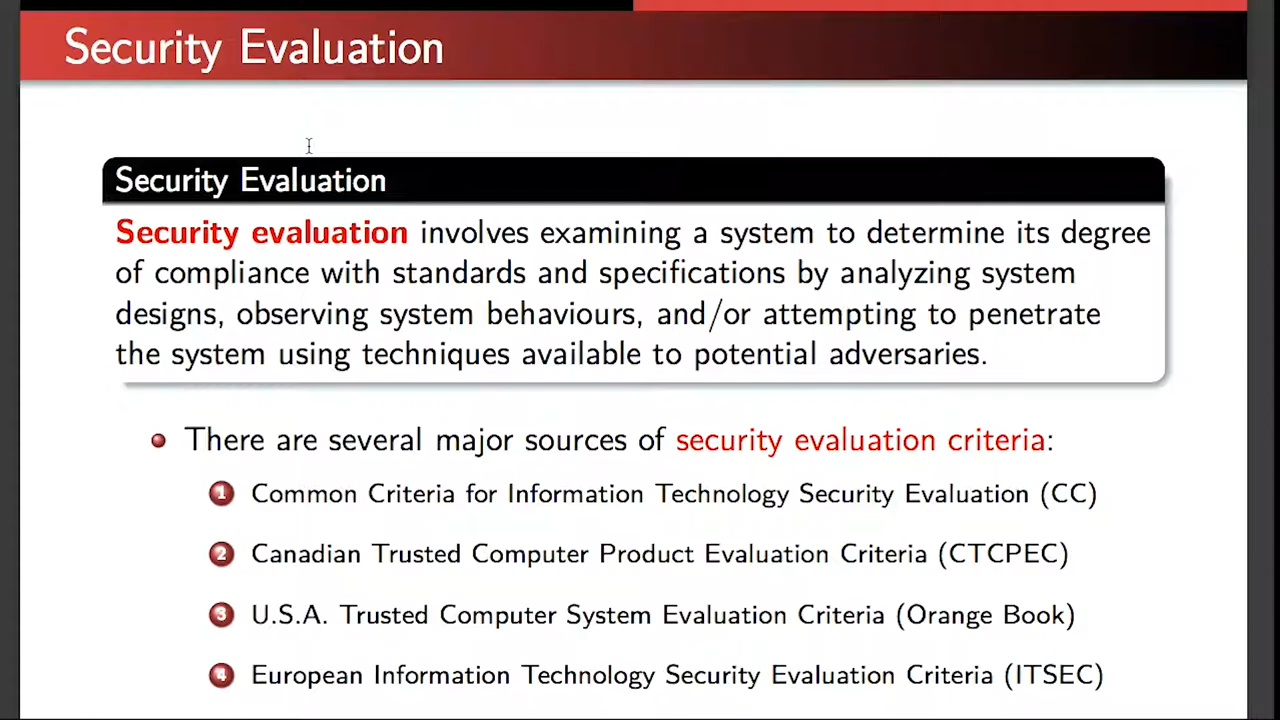 Security Evaluation
Security Evaluation
Security evaluation involves examining a system to determine its degree
of compliance with standards and specifications by analyzing system
designs, observing system behaviours, and/or attempting to penetrate
the system using techniques available to potential adversaries.
There are several major sources of security evaluation criteria:
1 Common Criteria for Information Technology Security Evaluation (CC)
2 Canadian Trusted Computer Product Evaluation Criteria (CTCPEC)
3 U.S.A. Trusted Computer System Evaluation Criteria (Orange Book)
4 European Information Technology Security Evaluation Criteria (ITSEC)